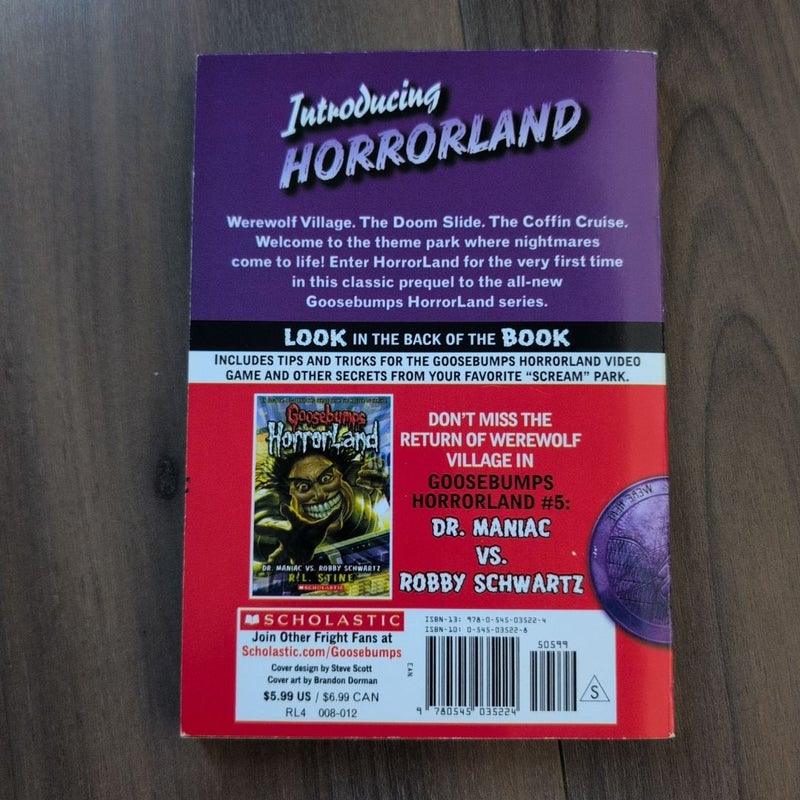 Introducing
HORRORLAND
Werewolf Village. The Doom Slide. The Coffin Cruise.
Welcome to the theme park where nightmares
come to life! Enter HorrorLand for the very first time
in this classic prequel to the all-new
Goosebumps HorrorLand series.
LOOK IN THE BACK OF THE BOOK
INCLUDES TIPS AND TRICKS FOR THE GOOSEBUMPS HORRORLAND VIDEO
GAME AND OTHER SECRETS FROM YOUR FAVORITE “SCREAM” PARK.
Goosebumps
HorrorLand
DR. MANIAC VS. ROBBY SCHWARTZ
R.L. STINE
SCHOLASTIC
DON’T MISS THE
RETURN OF WEREWOLF
VILLAGE IN
GOOSEBUMPS
HORRORLAND #5:
DR. MANIAC
VS.
ROBBY SCHWARTZ
WERE HERE
SCHOLASTIC
Join Other Fright Fans at
Scholastic.com/Goosebumps
Cover design by Steve Scott
Cover art by Brandon Dorman
$5.99 US / $6.99 CAN
RL4 008-012
ISBN-13: 978-0-545-03522-4
ISBN-10: 0-545-03522-8
50599
EAN
9 780545 035224
S